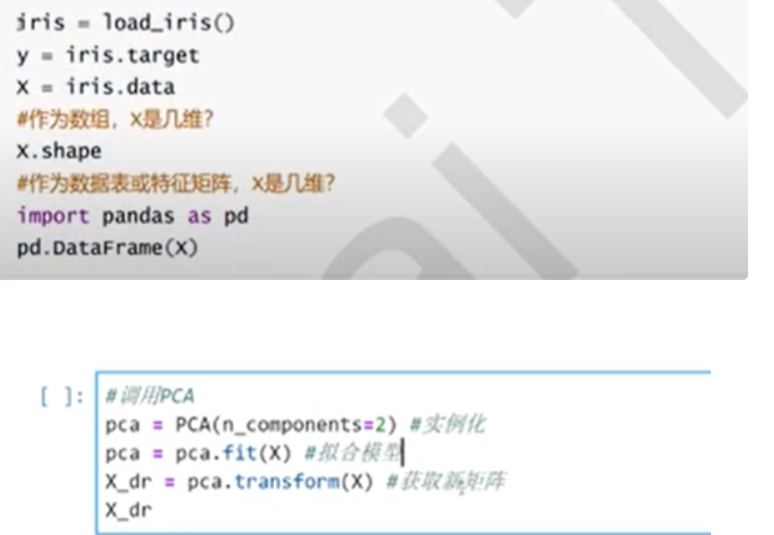 iris = load_iris()
y = iris.target
X = iris.data
#作为数组，X是几维？
X.shape
#作为数据表或特征矩阵，X是几维？
import pandas as pd
pd.DataFrame(X)
[ ]: #调用PCA
pca = PCA(n_components=2) #实例化
pca = pca.fit(X) #拟合模型
X_dr = pca.transform(X) #获取新矩阵
X_dr